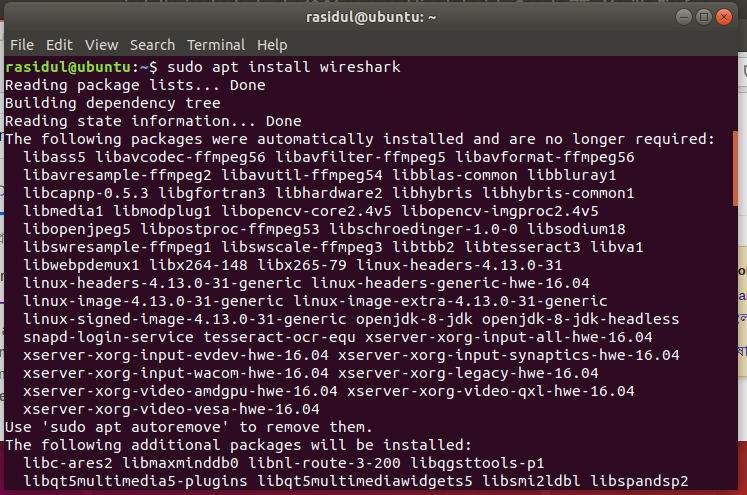 rasidul@ubuntu: ~
File Edit View Search Terminal Help
rasidul@ubuntu:~$ sudo apt install wireshark
Reading package lists... Done
Building dependency tree
Reading state information... Done
The following packages were automatically installed and are no longer required:
libass5 libavcodec-ffmpeg56 libavfilter-ffmpeg5 libavformat-ffmpeg56
libavresample-ffmpeg2 libavutil-ffmpeg54 libblas-common libbluray1
libcapnp-0.5.3 libgfortran3 libhardware2 libhybris libhybris-common1
libmedia1 libmodplug1 libopencv-core2.4v5 libopencv-imgproc2.4v5
libopenjpeg5 libpostproc-ffmpeg53 libschroedinger-1.0-0 libsodium18
libswresample-ffmpeg1 libswscale-ffmpeg3 libtbb2 libtesseract3 libva1
libwebpdemux1 libx264-148 libx265-79 linux-headers-4.13.0-31
linux-headers-4.13.0-31-generic linux-headers-generic-hwe-16.04
linux-image-4.13.0-31-generic linux-image-extra-4.13.0-31-generic
linux-signed-image-4.13.0-31-generic openjdk-8-jdk openjdk-8-jdk-headless
snapd-login-service tesseract-ocr-equ xserver-xorg-input-all-hwe-16.04
xserver-xorg-input-evdev-hwe-16.04 xserver-xorg-input-synaptics-hwe-16.04
xserver-xorg-input-wacom-hwe-16.04 xserver-xorg-legacy-hwe-16.04
xserver-xorg-video-amdgpu-hwe-16.04 xserver-xorg-video-qxl-hwe-16.04
xserver-xorg-video-vesa-hwe-16.04
Use 'sudo apt autoremove' to remove them.
The following additional packages will be installed:
libc-ares2 libmaxminddb0 libnl-route-3-200 libqgsttools-p1
libqt5multimedia5-plugins libqt5multimediawidgets5 libsmi2ldbl libspandsp2